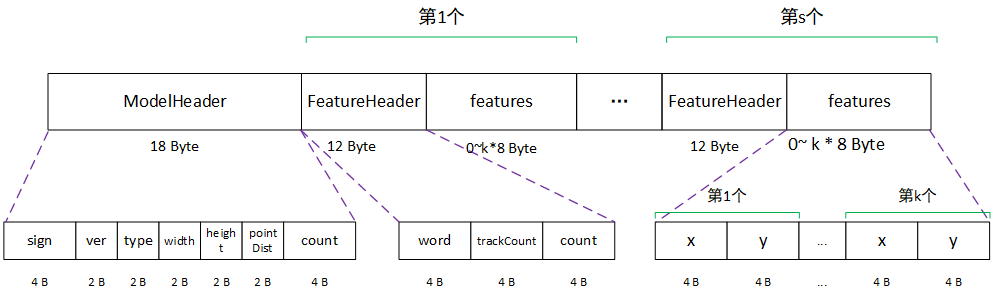 第1个
第s个
ModelHeader
FeatureHeader
features
...
FeatureHeader
features
18 Byte
12 Byte
0~k*8 Byte
12 Byte
0~ k * 8 Byte
第1个
第k个
sign
ver
type
width
heigh
t
point
Dist
count
word
trackCount
count
x
y
...
x
y
4 B
2 B
2 B
2 B
2 B
2 B
4 B
4 B
4 B
4 B
4 B
4 B
...
4 B
4 B